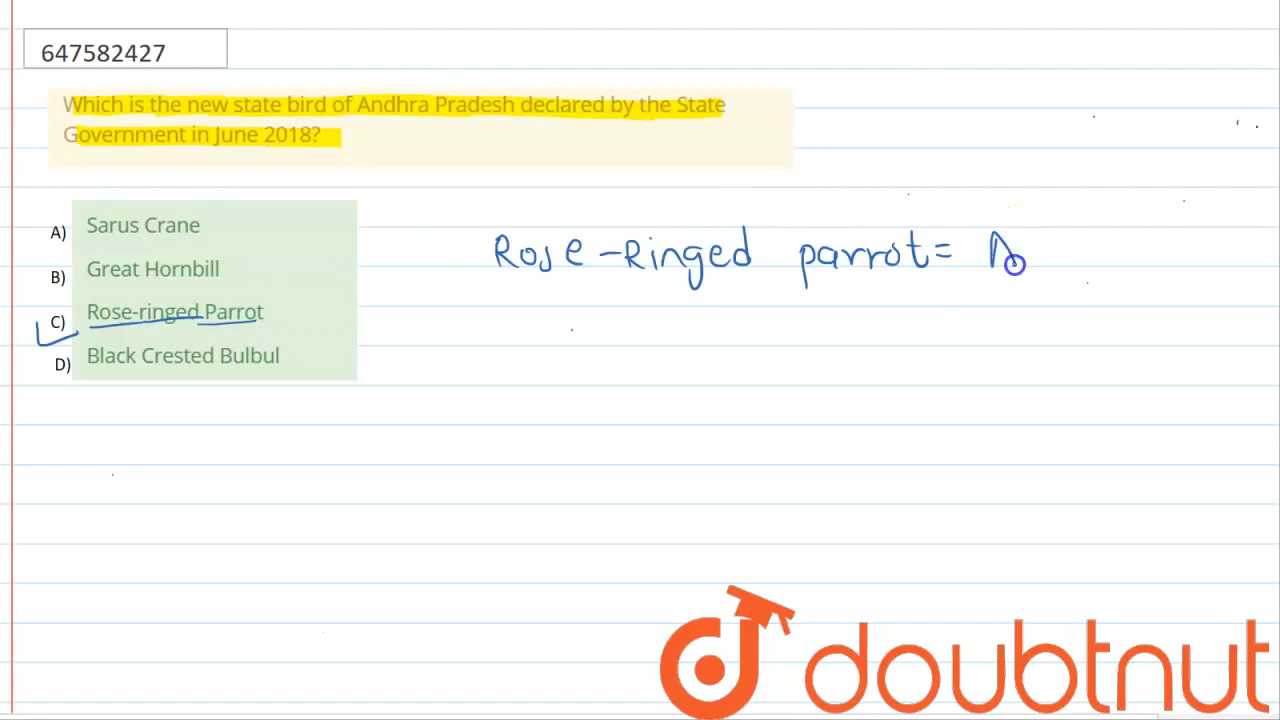 647582427
Which is the new state bird of Andhra Pradesh declared by the State
Government in June 2018?
A) Sarus Crane
B) Great Hornbill
C) Rose-ringed Parrot
D) Black Crested Bulbul
Rose-Ringed parrot= A
doubtnut